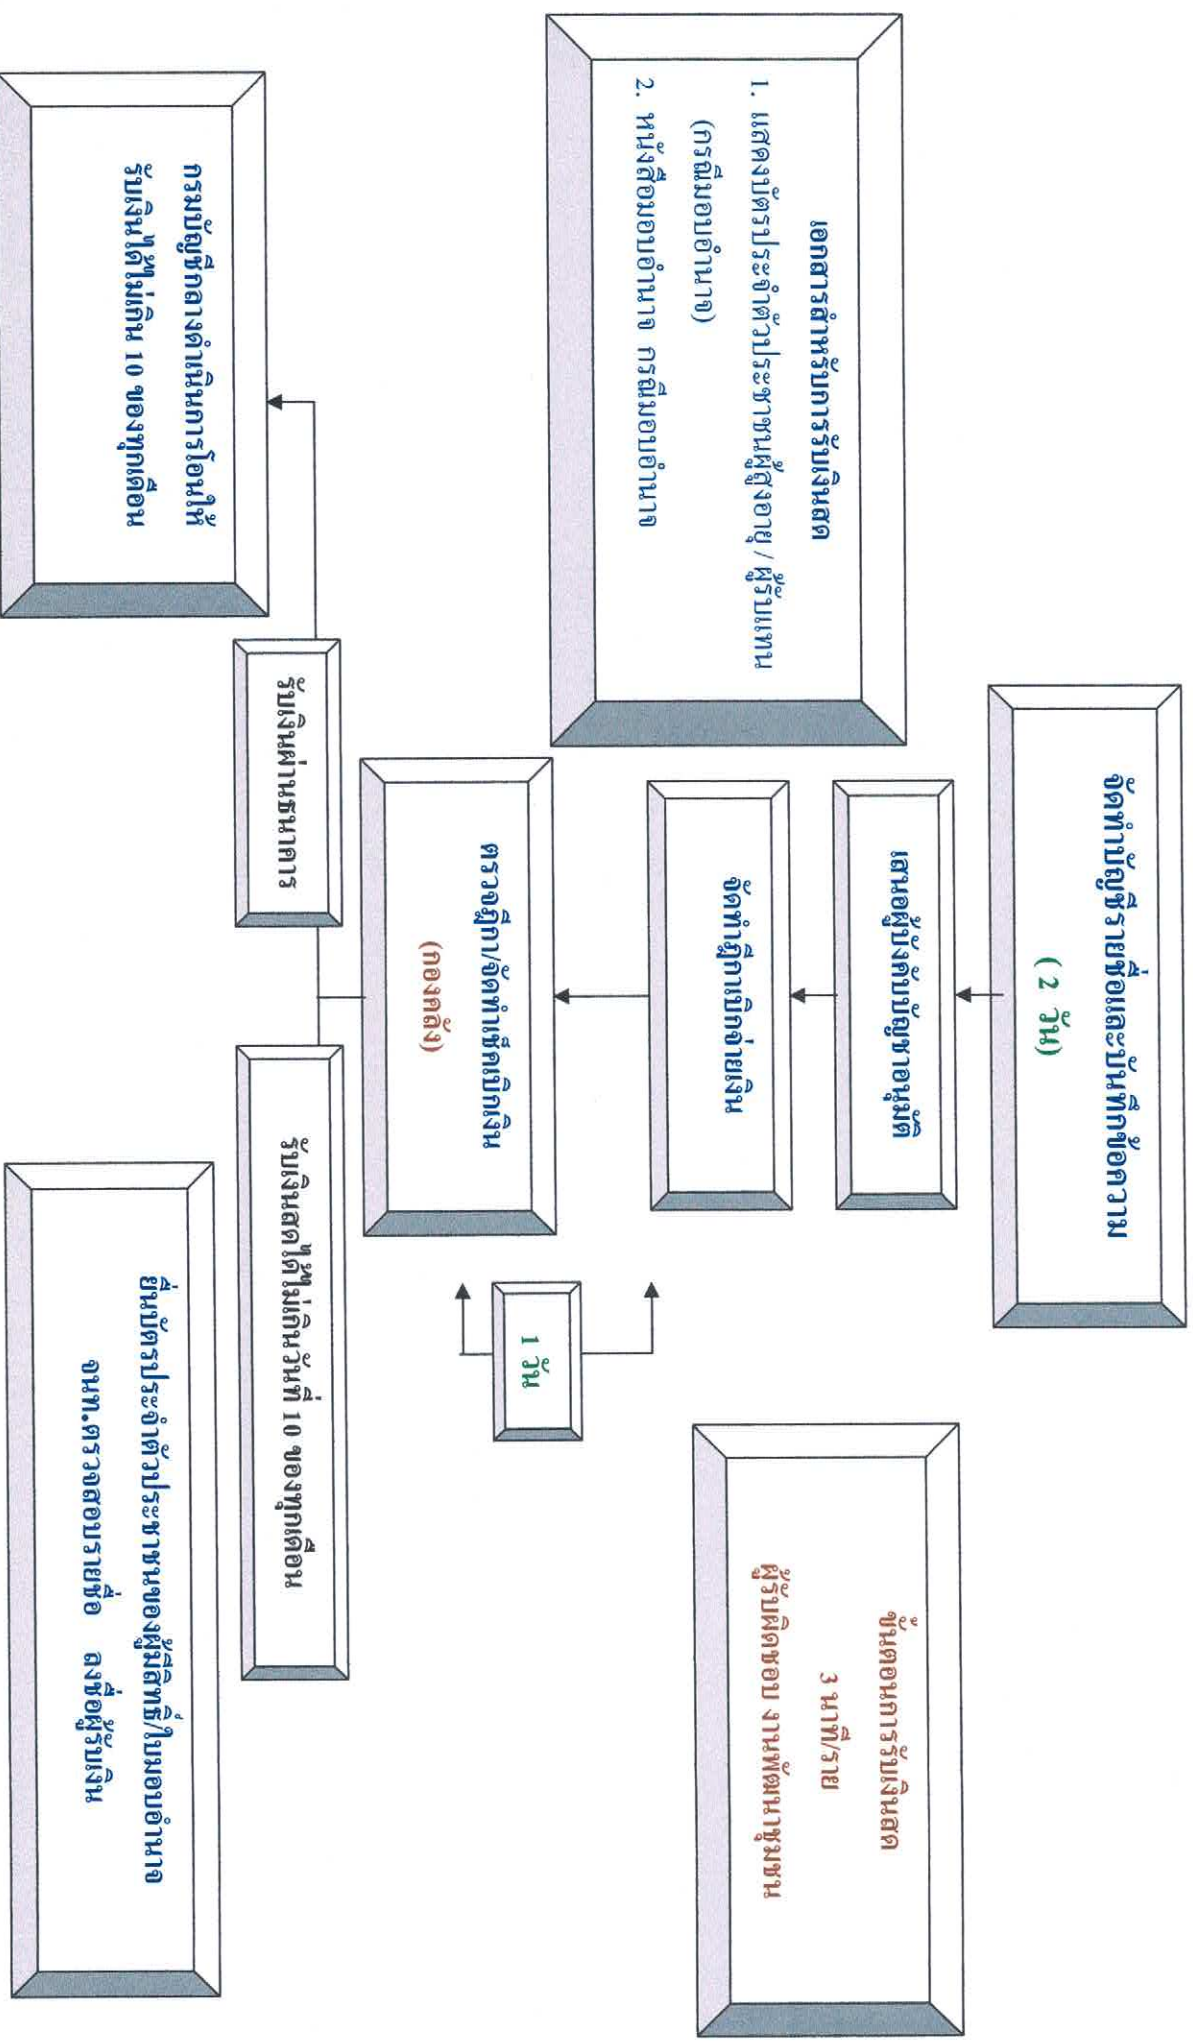 จัดทำบัญชีรายชื่อและบันทึกข้อความ
( 2 วัน)
เสนอผู้บังคับบัญชาอนุมัติ
เอกสารสำหรับการรับเงินสด
1. แสดงบัตรประจำตัวประชาชนผู้สูงอายุ / ผู้รับแทน
(กรณีมอบอำนาจ)
2. หนังสือมอบอำนาจ กรณีมอบอำนาจ
ขั้นตอนการรับเงินสด
3 นาที/ราย
ผู้รับผิดชอบ งานพัฒนาชุมชน
จัดทำฎีกาเบิกจ่ายเงิน
1 วัน
ตรวจฎีกา/จัดทำเช็คเบิกเงิน
(กองคลัง)
รับเงินผ่านธนาคาร
รับเงินสดได้ไม่เกินวันที่ 10 ของทุกเดือน
กรมบัญชีกลางดำเนินการโอนให้
รับเงินได้ไม่เกิน 10 ของทุกเดือน
ยื่นบัตรประจำตัวประชาชนของผู้มีสิทธิ์/ใบมอบอำนาจ
จนท.ตรวจสอบรายชื่อ ลงชื่อผู้รับเงิน